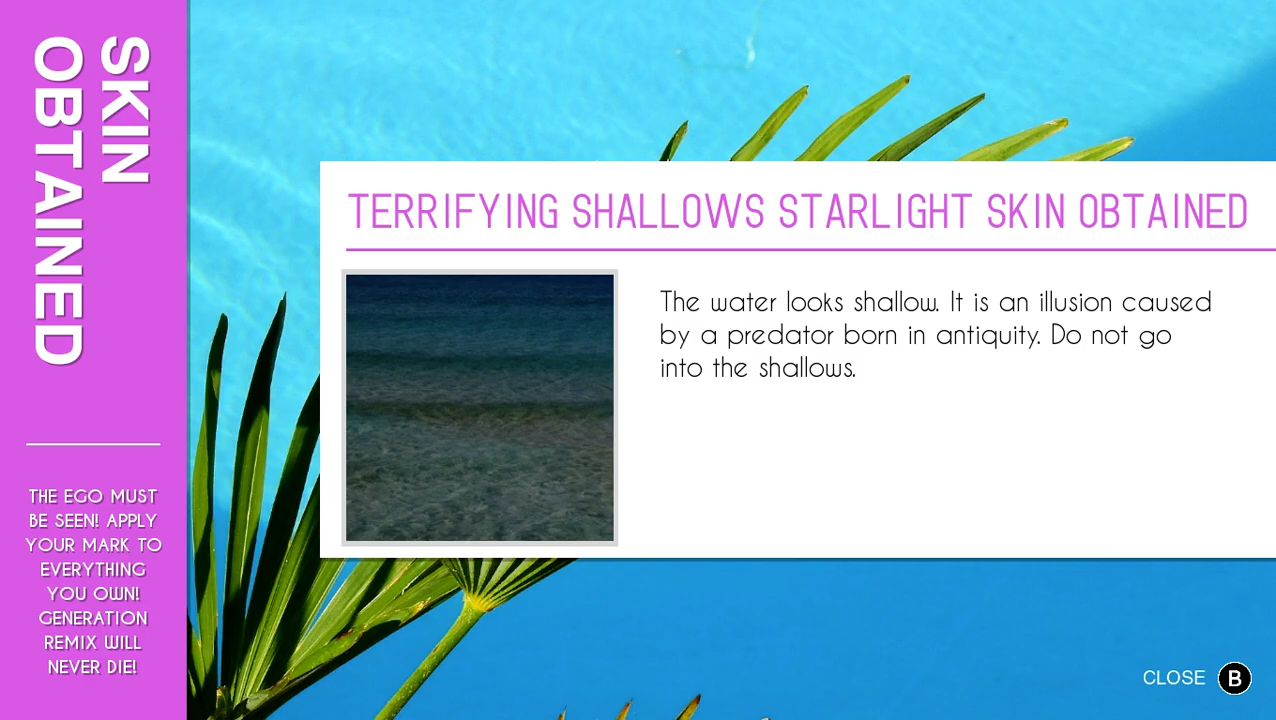 SKIN
OBTAINED
THE EGO MUST
BE SEEN! APPLY
YOUR MARK TO
EVERYTHING
YOU OWN!
GENERATION
REMIX WILL
NEVER DIE!
TERRIFYING SHALLOWS STARLIGHT SKIN OBTAINED
The water looks shallow. It is an illusion caused
by a predator born in antiquity. Do not go
into the shallows.
CLOSE B